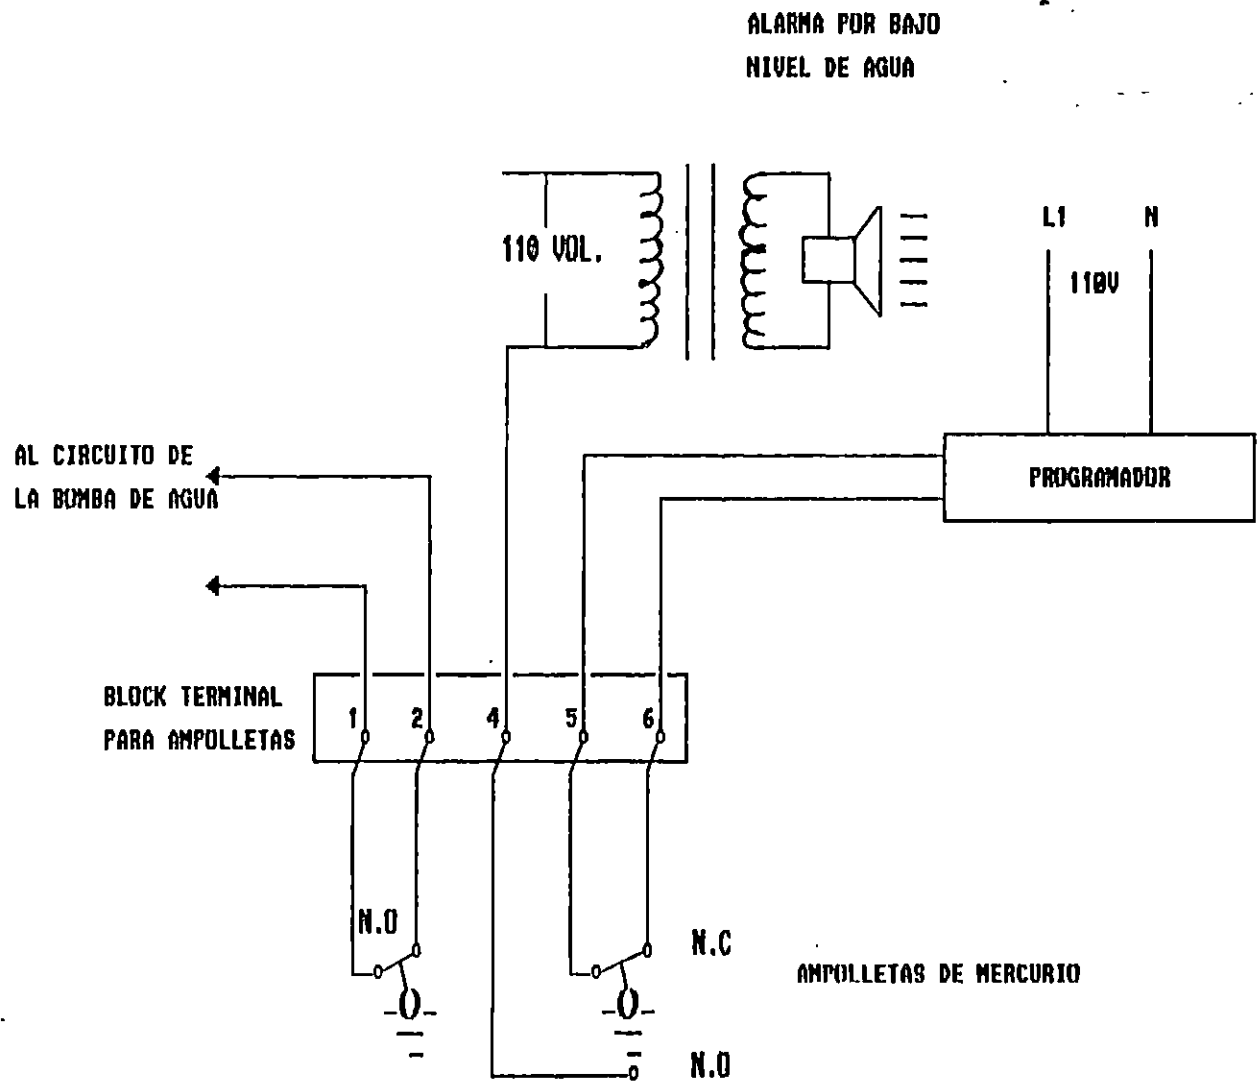 ALARMA POR BAJO
NIVEL DE AGUA
110 VOL.
L1 N
110V
AL CIRCUITO DE
LA BOMBA DE AGUA
PROGRAMADOR
BLOCK TERMINAL
PARA AMPOLLETAS
1 2 4 5 6
N.O
N.C
AMPOLLETAS DE MERCURIO
N.O